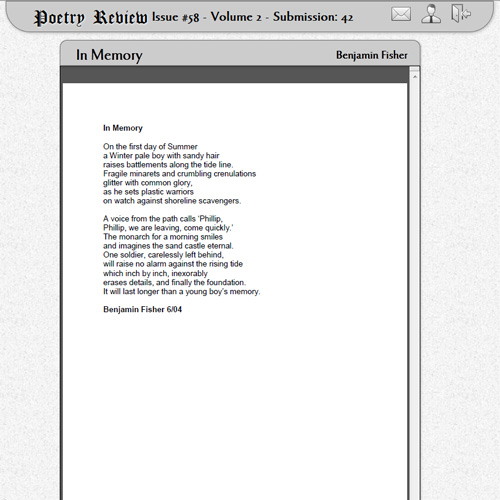 Poetry Review Issue #58 - Volume 2 - Submission: 42
In Memory Benjamin Fisher
In Memory
On the first day of Summer
a Winter pale boy with sandy hair
raises battlements along the tide line.
Fragile minarets and crumbling crenulations
glitter with common glory,
as he sets plastic warriors
on watch against shoreline scavengers.
A voice from the path calls ‘Phillip,
Phillip, we are leaving, come quickly.’
The monarch for a morning smiles
and imagines the sand castle eternal.
One soldier, carelessly left behind,
will raise no alarm against the rising tide
which inch by inch, inexorably
erases details, and finally the foundation.
It will last longer than a young boy’s memory.
Benjamin Fisher 6/04